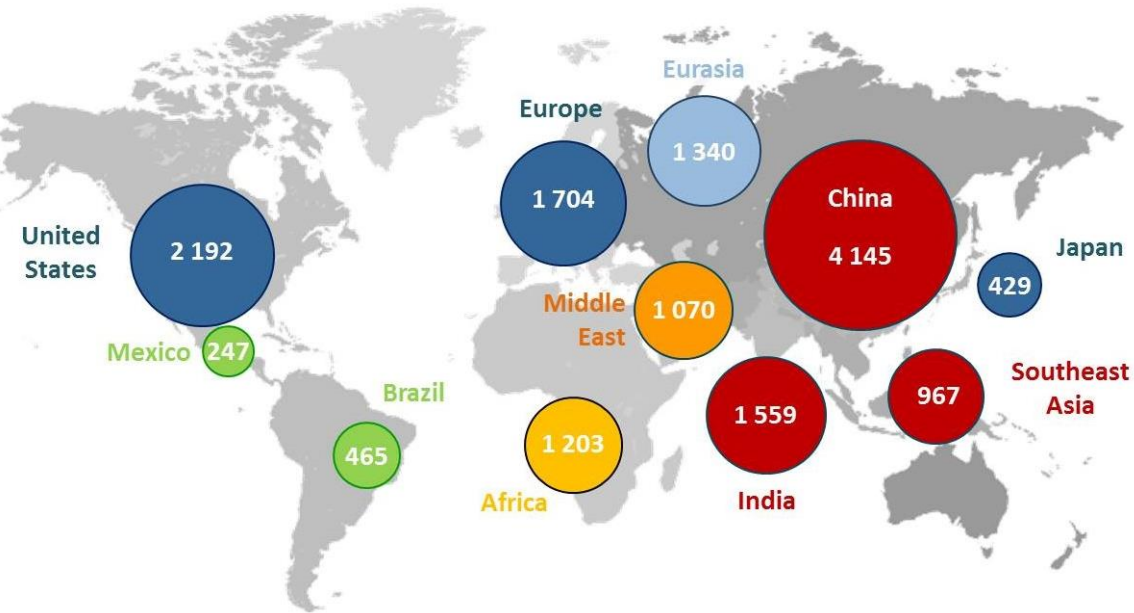 Eurasia
Europe
1 340
1 704
China
4 145
United
States
2 192
Japan
429
Middle
East
1 070
Mexico
247
Southeast
Asia
967
Brazil
465
1 559
India
1 203
Africa